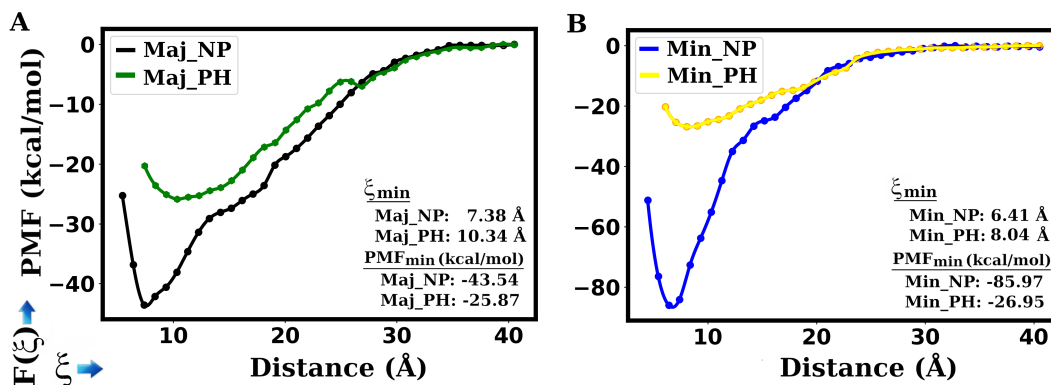 A
PMF (kcal/mol)
F(ξ)
ξ
0
−10
−20
−30
−40
Maj_NP
Maj_PH
ξmin
Maj_NP: 7.38 Å
Maj_PH: 10.34 Å
PMFmin (kcal/mol)
Maj_NP: -43.54
Maj_PH: -25.87
10 20 30 40
Distance (Å)
B
0
−20
−40
−60
−80
Min_NP
Min_PH
ξmin
Min_NP: 6.41 Å
Min_PH: 8.04 Å
PMFmin (kcal/mol)
Min_NP: -85.97
Min_PH: -26.95
10 20 30 40
Distance (Å)